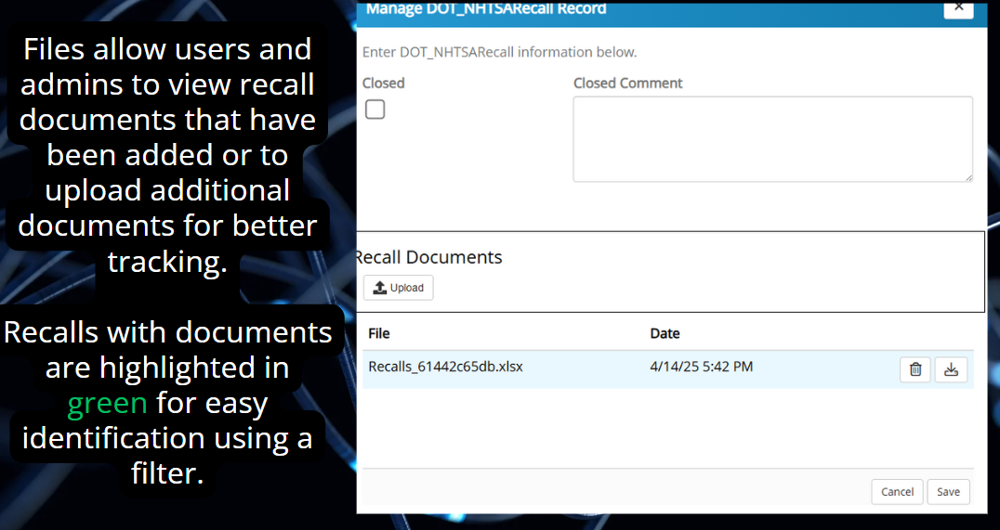 Files allow users and
admins to view recall
documents that have
been added or to
upload additional
documents for better
tracking.
Recalls with documents
are highlighted in
green for easy
identification using a
filter.
Manage DOT_NHTSARecall Record
Enter DOT_NHTSARecall information below.
Closed
Closed Comment
Recall Documents
Upload
File Date
Recalls_61442c65db.xlsx 4/14/25 5:42 PM
Cancel Save